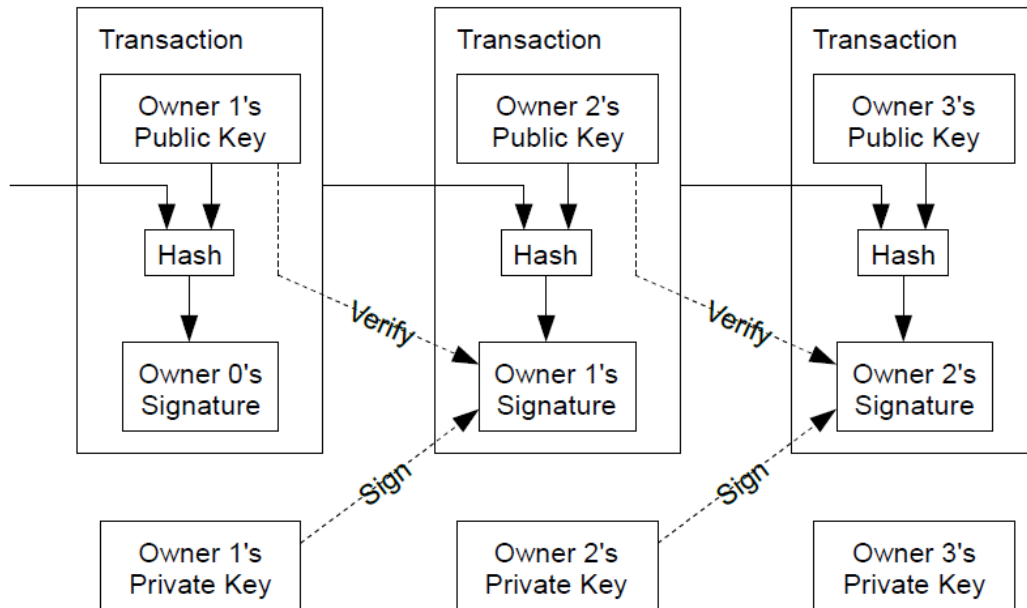 Transaction
Transaction
Transaction
Owner 1's
Public Key
Owner 2's
Public Key
Owner 3's
Public Key
Hash
Hash
Hash
Verify
Verify
Owner 0's
Signature
Owner 1's
Signature
Owner 2's
Signature
Sign
Sign
Owner 1's
Private Key
Owner 2's
Private Key
Owner 3's
Private Key